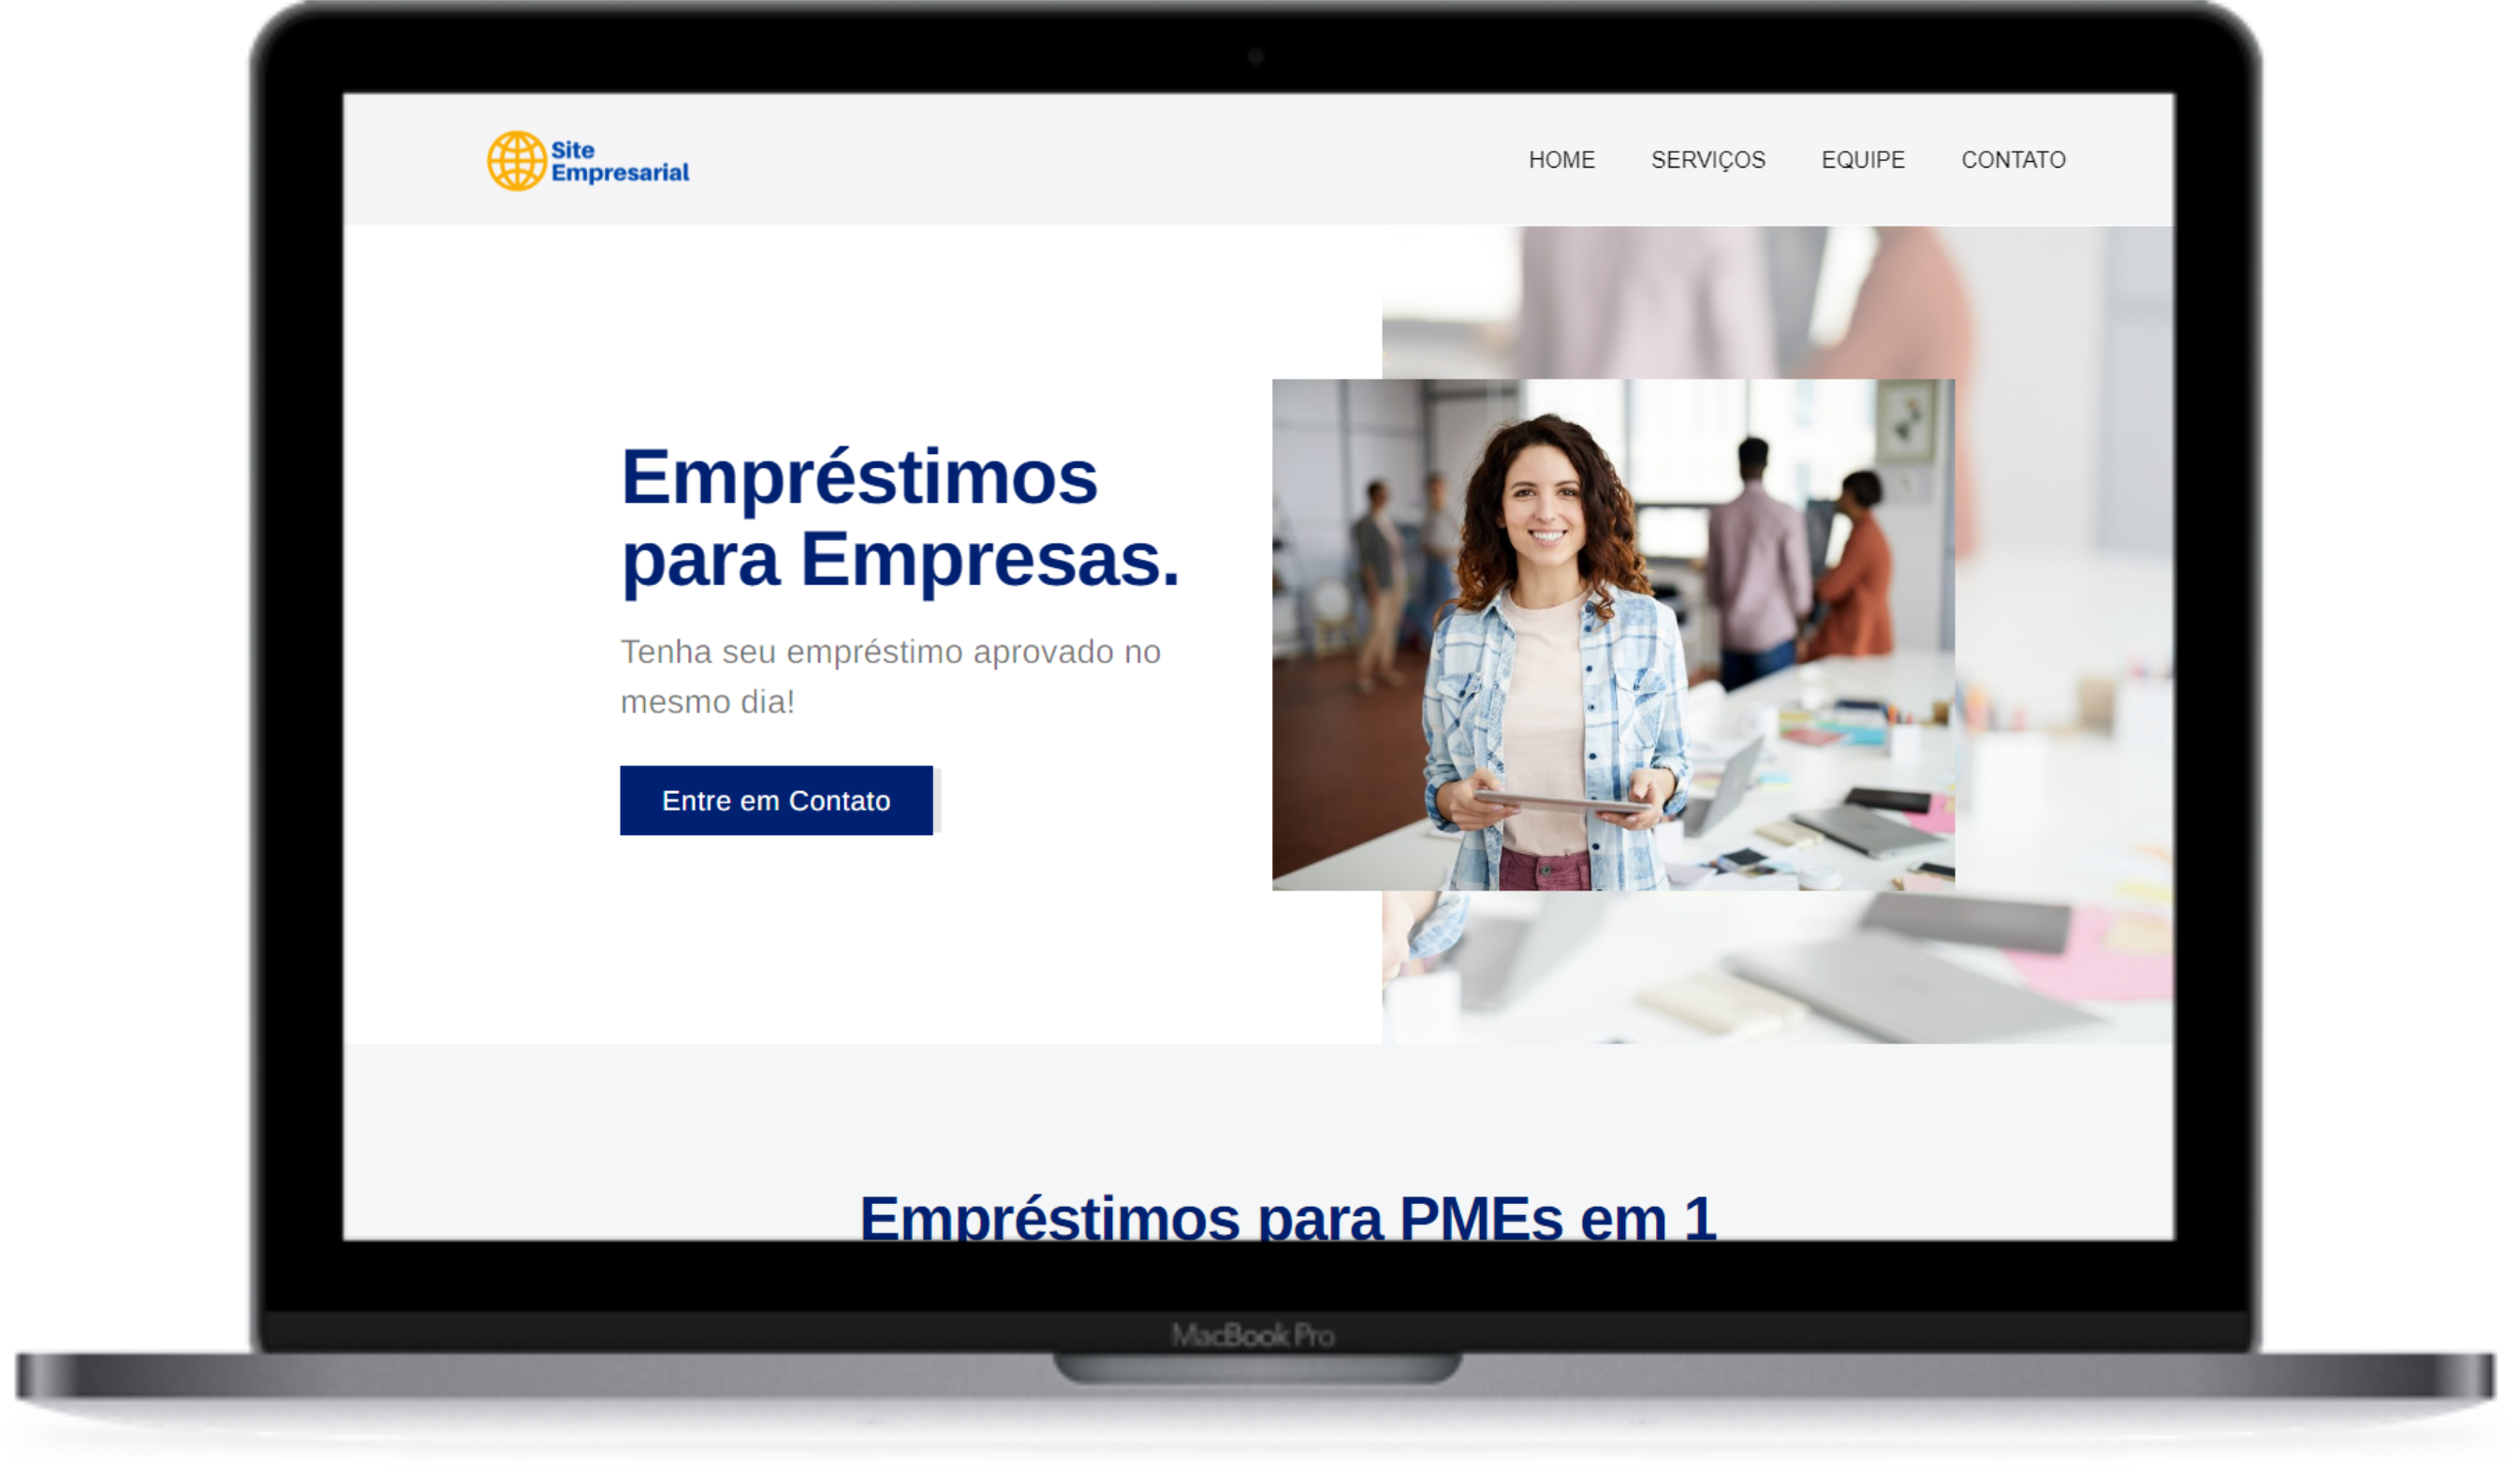 Site
Empresarial
HOME SERVIÇOS EQUIPE CONTATO
Empréstimos
para Empresas.
Tenha seu empréstimo aprovado no
mesmo dia!
Entre em Contato
Empréstimos para PMEs em 1
MacBook Pro